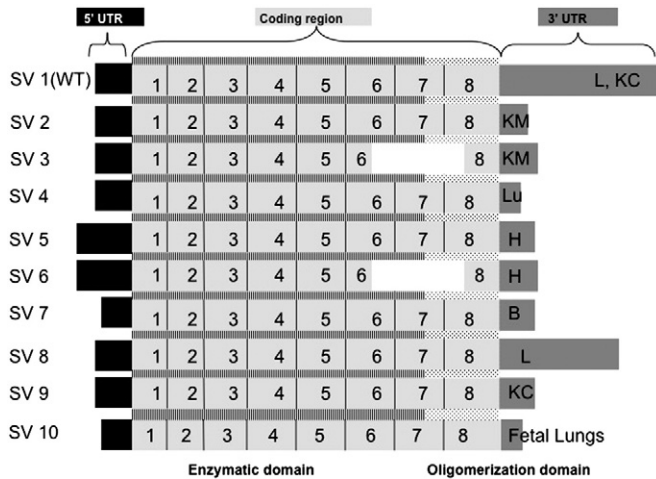 5' UTR Coding region 3' UTR
SV 1(WT) 1 2 3 4 5 6 7 8 L, KC
SV 2 1 2 3 4 5 6 7 8 KM
SV 3 1 2 3 4 5 6 8 KM
SV 4 1 2 3 4 5 6 7 8 Lu
SV 5 1 2 3 4 5 6 7 8 H
SV 6 1 2 3 4 5 6 8 H
SV 7 1 2 3 4 5 6 7 8 B
SV 8 1 2 3 4 5 6 7 8 L
SV 9 1 2 3 4 5 6 7 8 KC
SV 10 1 2 3 4 5 6 7 8 Fetal Lungs
Enzymatic domain Oligomerization domain